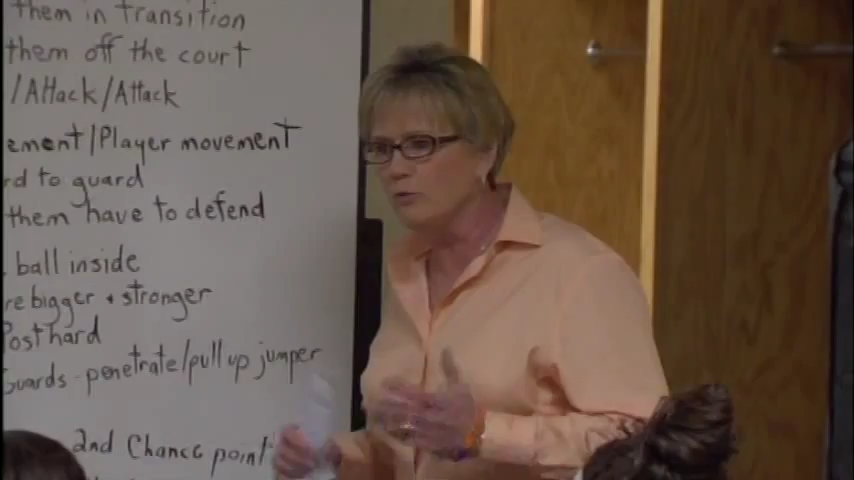 them in transition
them off the court
/Attack/Attack
ement/Player movement
rd to guard
them have to defend
ball inside
re bigger + stronger
Post hard
Guards - penetrate/pull up jumper
2nd Chance point